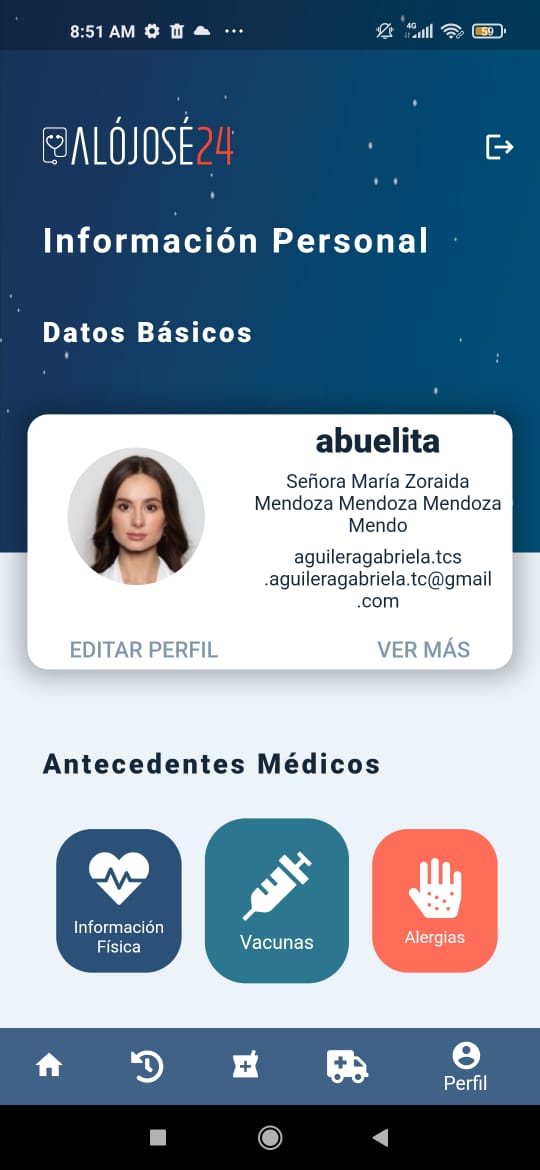 8:51 AM
4G
59
ALÓJOSÉ24
Información Personal
Datos Básicos
abuelita
Señora María Zoraida
Mendoza Mendoza Mendoza
Mendo
aguileragabriela.tcs
.aguileragabriela.tc@gmail
.com
EDITAR PERFIL
VER MÁS
Antecedentes Médicos
Información
Física
Vacunas
Alergias
Perfil